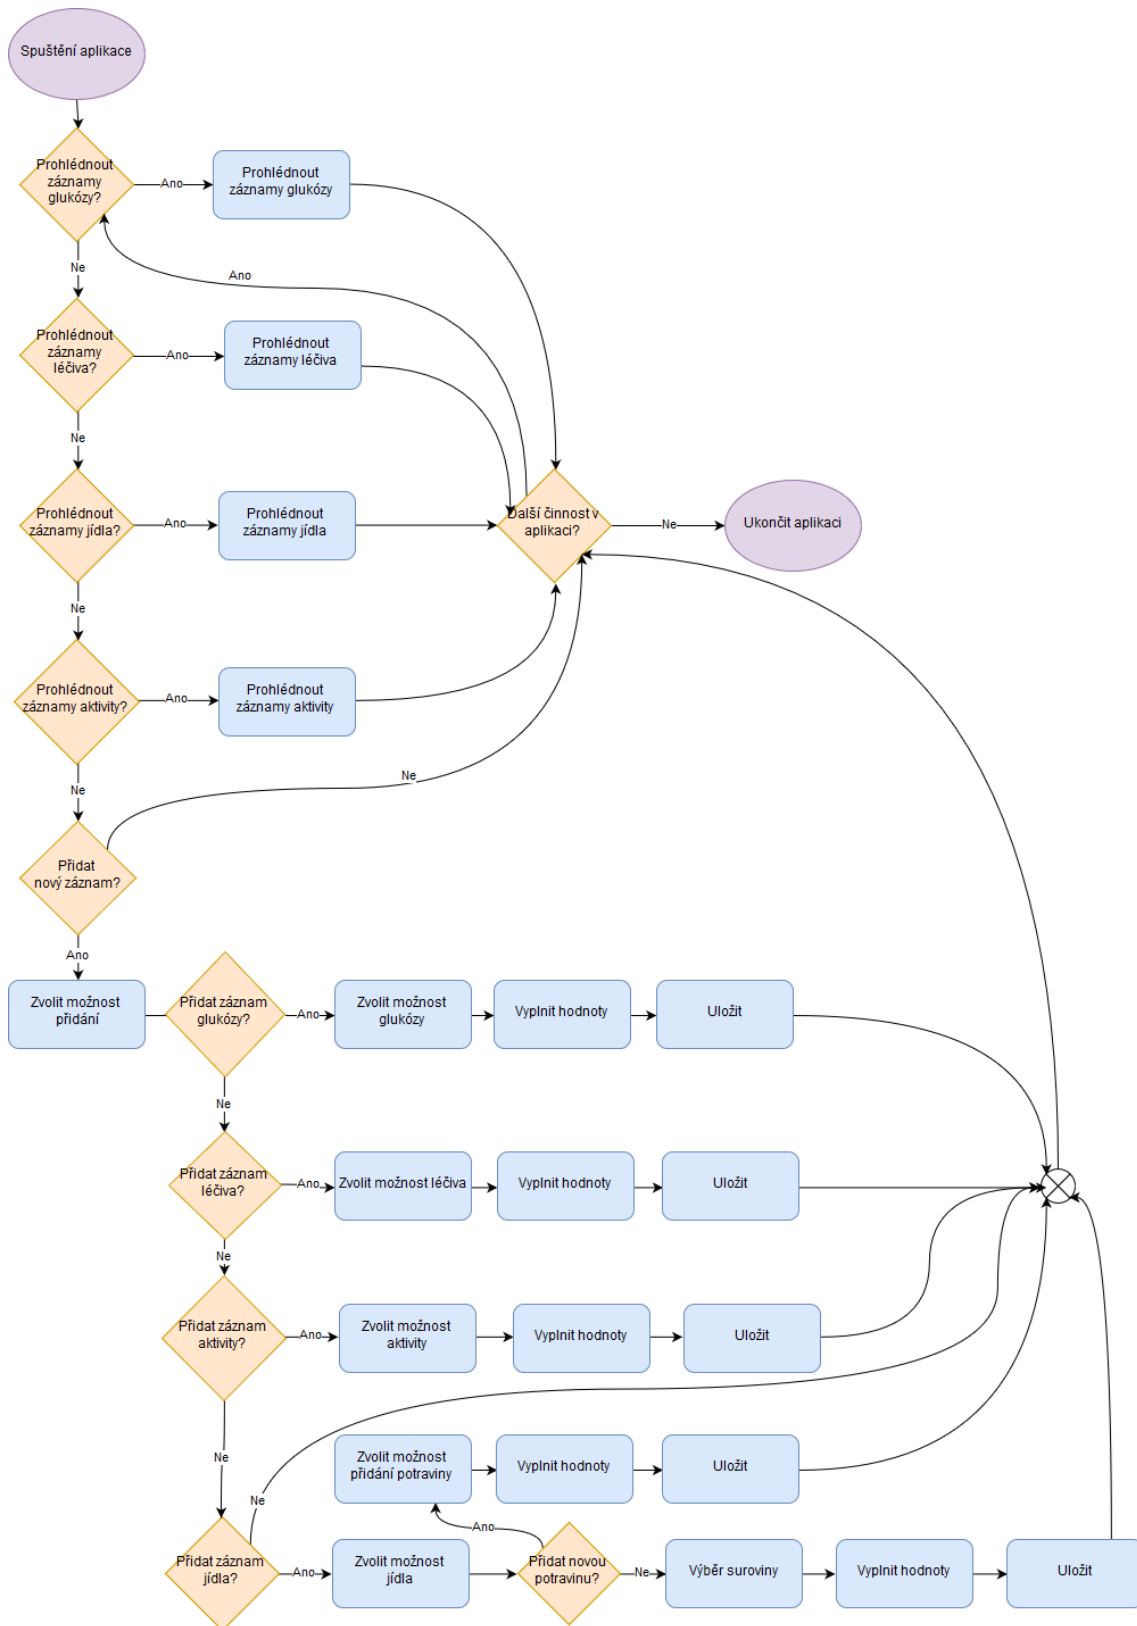 Spuštění aplikace
Prohlédnout
záznamy
glukózy?
Ano
Prohlédnout
záznamy glukózy
Ne
Ano
Prohlédnout
záznamy
léčiva?
Ano
Prohlédnout
záznamy léčiva
Ne
Prohlédnout
záznamy jídla?
Ano
Prohlédnout
záznamy jídla
Další činnost v
aplikaci?
Ne
Ukončit aplikaci
Ne
Prohlédnout
záznamy aktivity?
Ano
Prohlédnout
záznamy aktivity
Ne
Ne
Přidat
nový záznam?
Ano
Zvolit možnost
přidání
Přidat záznam
glukózy?
Ano
Zvolit možnost
glukózy
Vyplnit hodnoty
Uložit
Ne
Přidat záznam
léčiva?
Ano
Zvolit možnost léčiva
Vyplnit hodnoty
Uložit
Ne
Přidat záznam
aktivity?
Ano
Zvolit možnost
aktivity
Vyplnit hodnoty
Uložit
Ne
Zvolit možnost
přidání potraviny
Vyplnit hodnoty
Uložit
Ne
Ano
Přidat záznam
jídla?
Ano
Zvolit možnost
jídla
Přidat novou
potravinu?
Ne
Výběr suroviny
Vyplnit hodnoty
Uložit